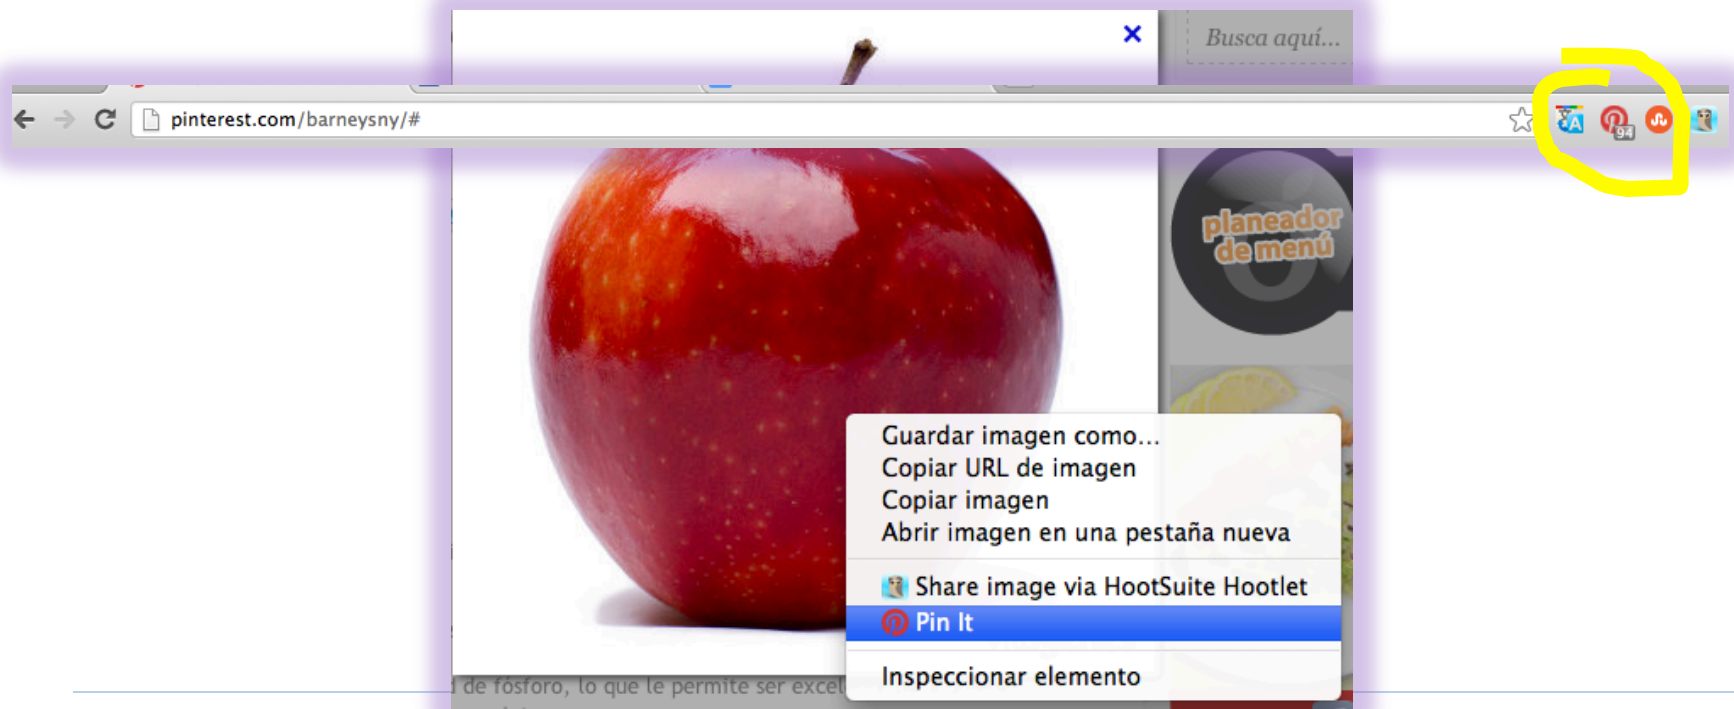 Busca aquí...
pinterest.com/barneysny/#
94
planeador
de menú
Guardar imagen como...
Copiar URL de imagen
Copiar imagen
Abrir imagen en una pestaña nueva
Share image via HootSuite Hootlet
Pin It
Inspeccionar elemento
de fósforo, lo que le permite ser